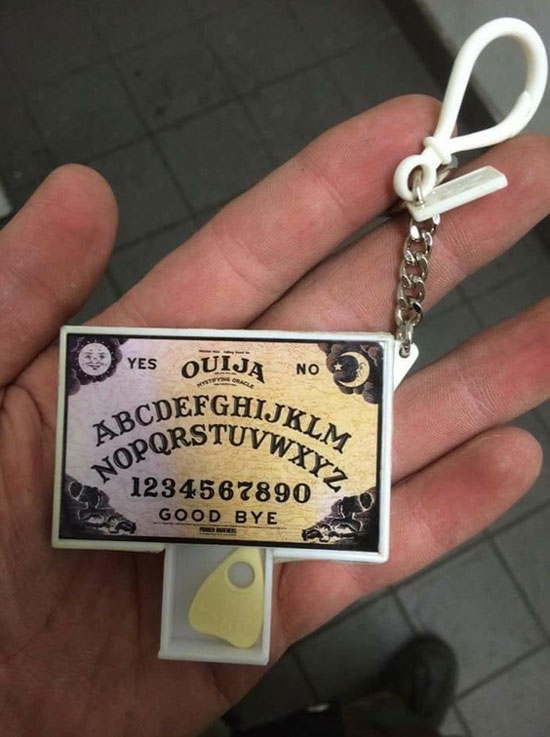 YES OUIJA NO
MYSTIFYING ORACLE
ABCDEFGHIJKLM
NOPQRSTUVWXYZ
1234567890
GOOD BYE
PARKER BROTHERS